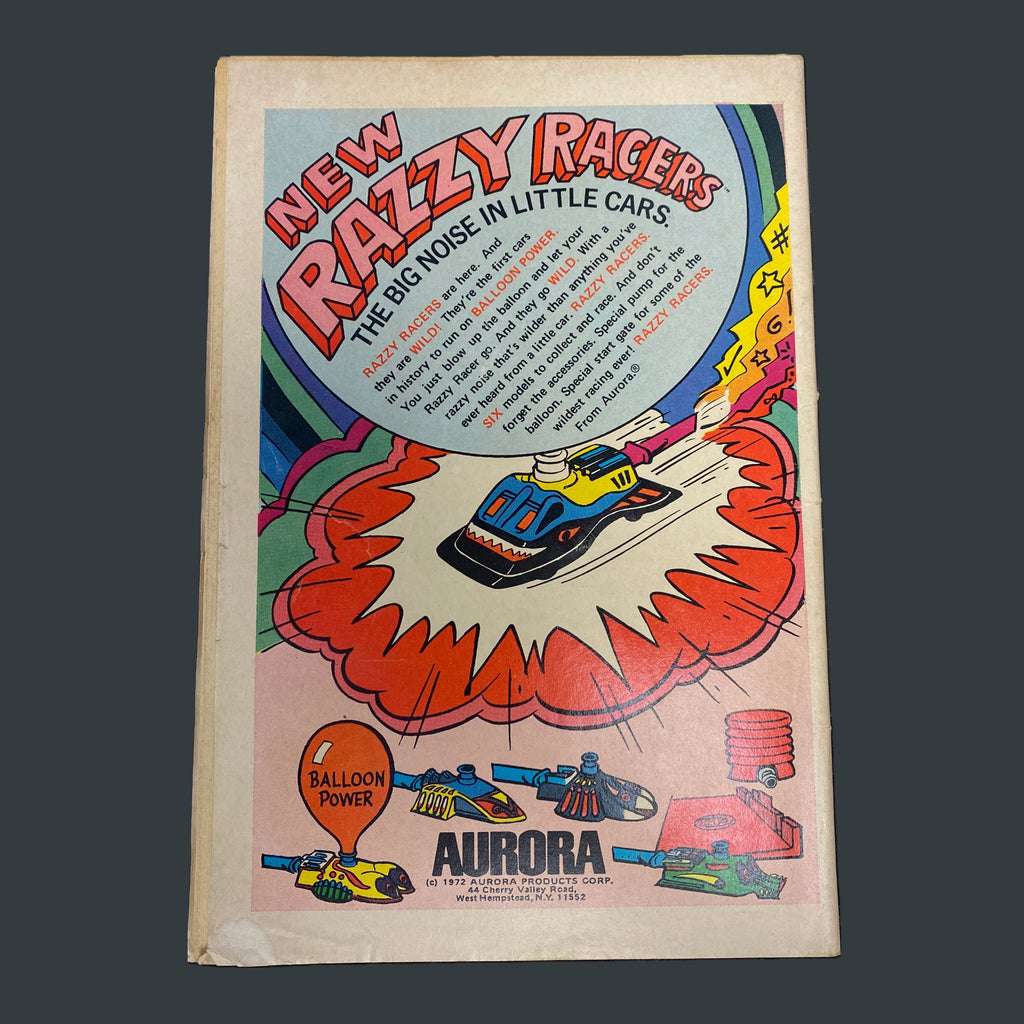 NEW
RAZZY RACERS™
THE BIG NOISE IN LITTLE CARS.
RAZZY RACERS are here. And
they are WILD! They're the first cars
in history to run on BALLOON POWER.
You just blow up the balloon and let your
Razzy Racer go. And they go WILD. With a
razzy noise that's wilder than anything you've
ever heard from a little car. RAZZY RACERS.
SIX models to collect and race. And don't
forget the accessories. Special pump for the
balloon. Special start gate for some of the
wildest racing ever! RAZZY RACERS.
From Aurora.®
BALLOON
POWER
AURORA
(c) 1972 AURORA PRODUCTS CORP.
44 Cherry Valley Road,
West Hempstead, N.Y. 11552